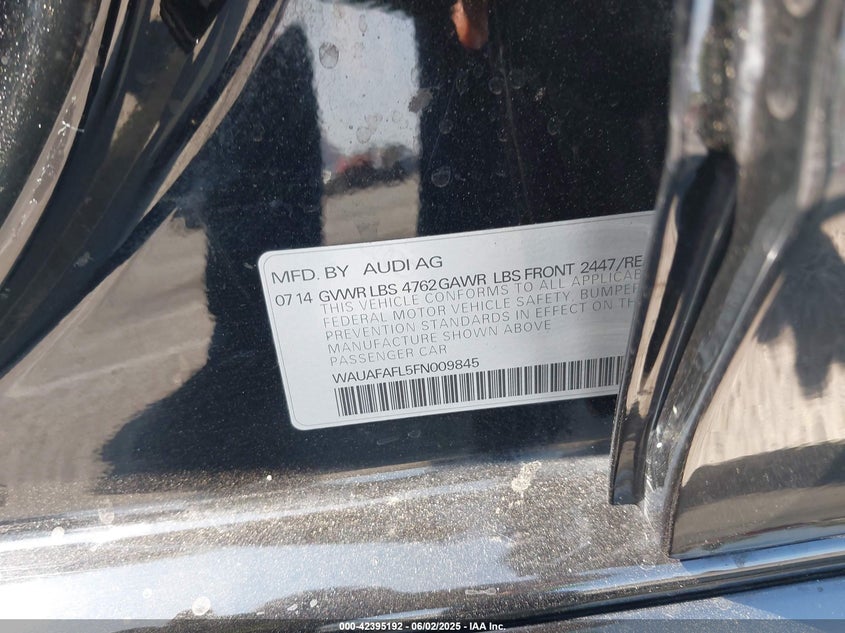 MFD. BY AUDI AG
07 14 GVWR LBS 4762 GAWR LBS FRONT 2447/RE
THIS VEHICLE CONFORMS TO ALL APPLICAB
FEDERAL MOTOR VEHICLE SAFETY, BUMPER
PREVENTION STANDARDS IN EFFECT ON TH
MANUFACTURE SHOWN ABOVE
PASSENGER CAR
WAUAFAFL5FN009845
000-42395192 - 06/02/2025 - IAA Inc.